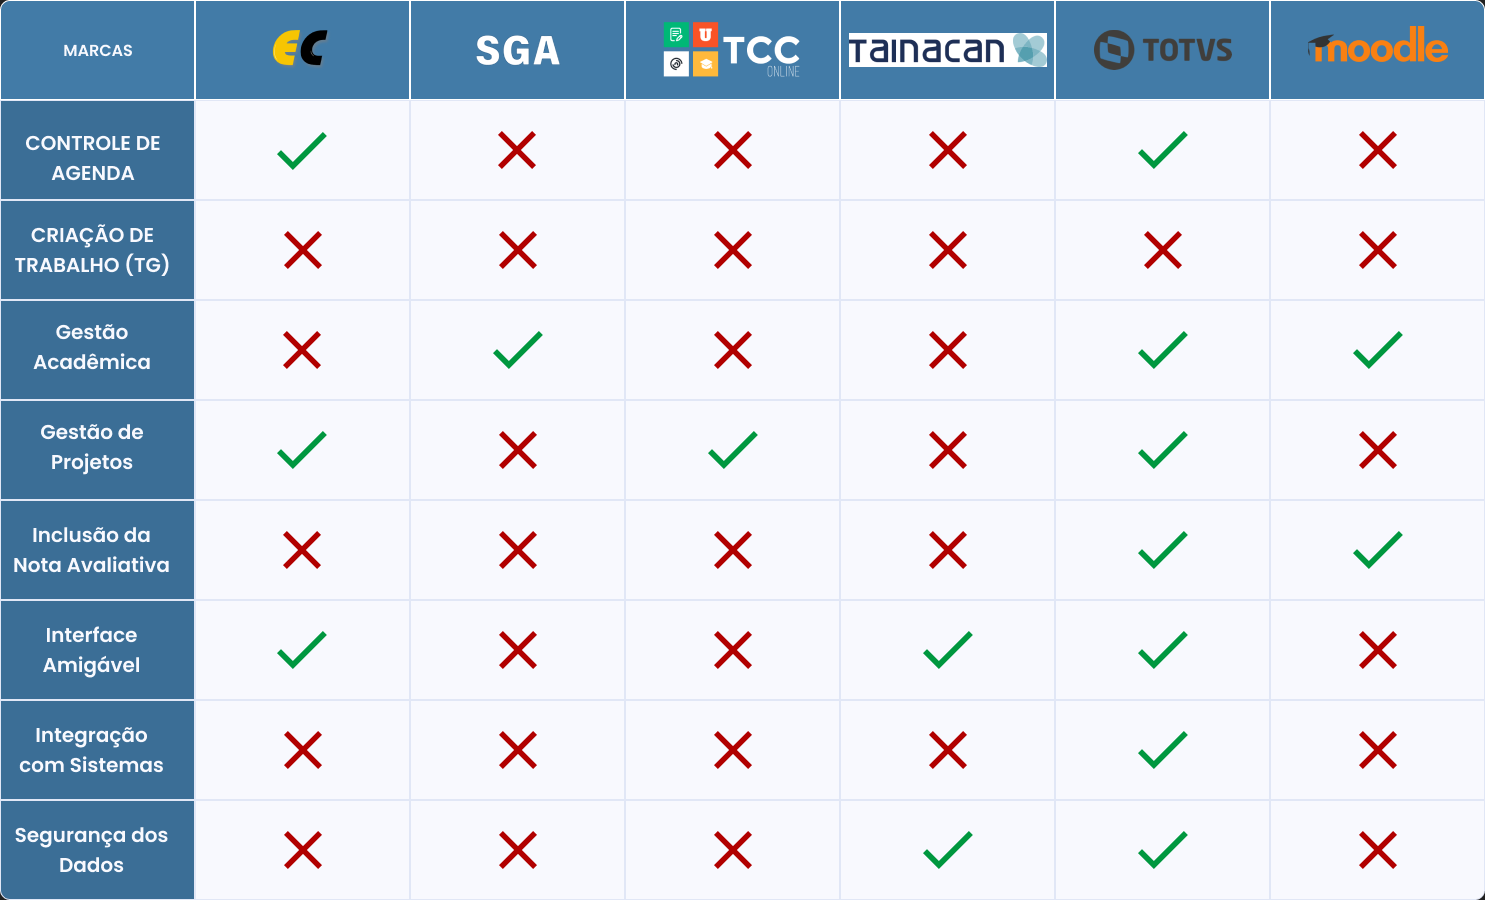 MARCAS
EC
SGA
TCC
ONLINE
TAINACAN
TOTVS
moodle
CONTROLE DE
AGENDA
CRIAÇÃO DE
TRABALHO (TG)
Gestão
Acadêmica
Gestão de
Projetos
Inclusão da
Nota Avaliativa
Interface
Amigável
Integração
com Sistemas
Segurança dos
Dados